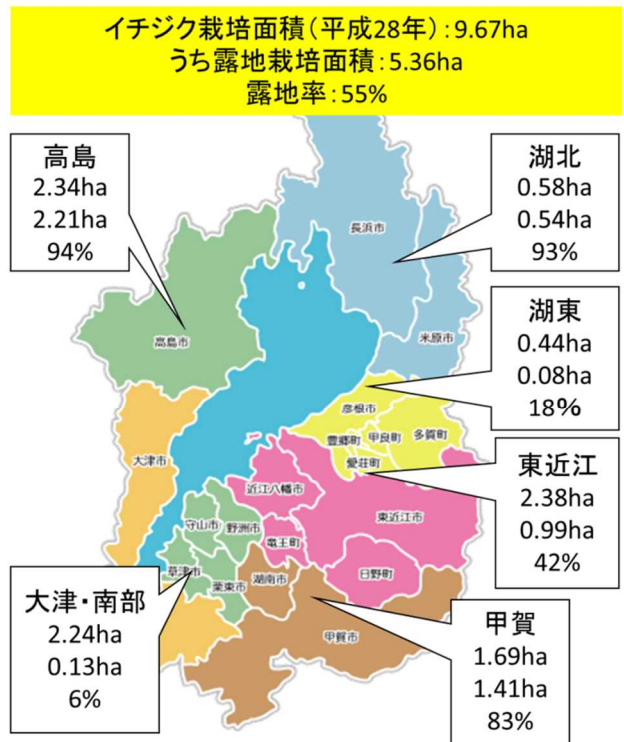 イチジク栽培面積（平成28年）：9.67ha
うち露地栽培面積：5.36ha
露地率：55%
高島
2.34ha
2.21ha
94%
湖北
0.58ha
0.54ha
93%
長浜市
米原市
高島市
湖東
0.44ha
0.08ha
18%
彦根市
豊郷町
甲良町
多賀町
愛荘町
大津市
東近江
2.38ha
0.99ha
42%
近江八幡市
東近江市
守山市
野洲市
竜王町
日野町
草津市
栗東市
湖南市
甲賀市
大津・南部
2.24ha
0.13ha
6%
甲賀
1.69ha
1.41ha
83%